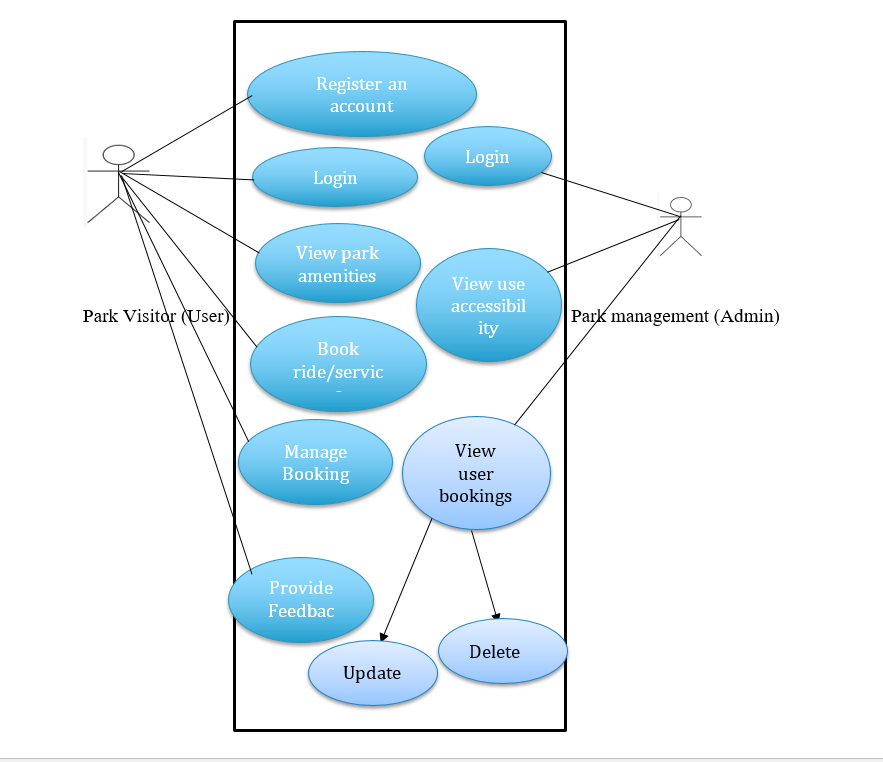 Register an
account
Login
Login
View park
amenities
View use
accessibil
ity
Park Visitor (User)
Park management (Admin)
Book
ride/servic
Manage
Booking
View
user
bookings
Provide
Feedbac
Update
Delete